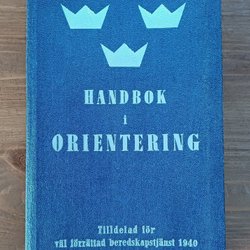 HANDBOK
i
ORIENTERING
Tilldelad för
väl förrättad beredskapstjänst 1940